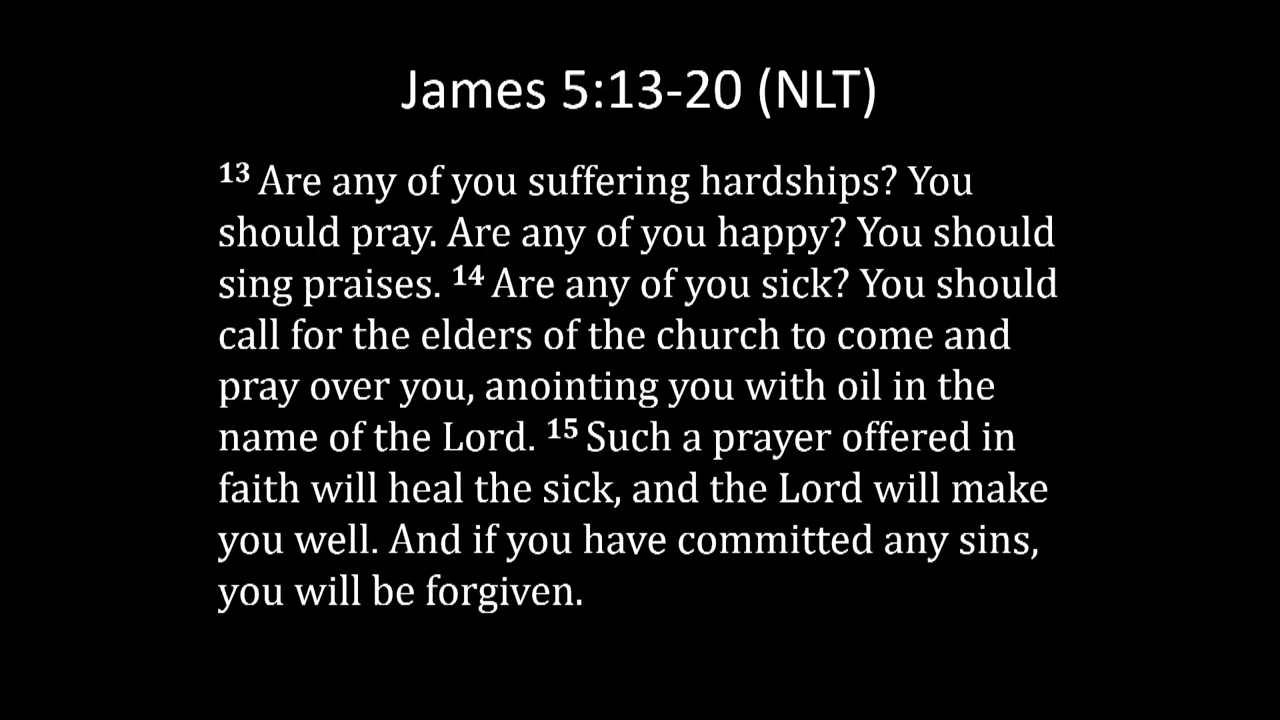 James 5:13-20 (NLT)
13 Are any of you suffering hardships? You
should pray. Are any of you happy? You should
sing praises. 14 Are any of you sick? You should
call for the elders of the church to come and
pray over you, anointing you with oil in the
name of the Lord. 15 Such a prayer offered in
faith will heal the sick, and the Lord will make
you well. And if you have committed any sins,
you will be forgiven.